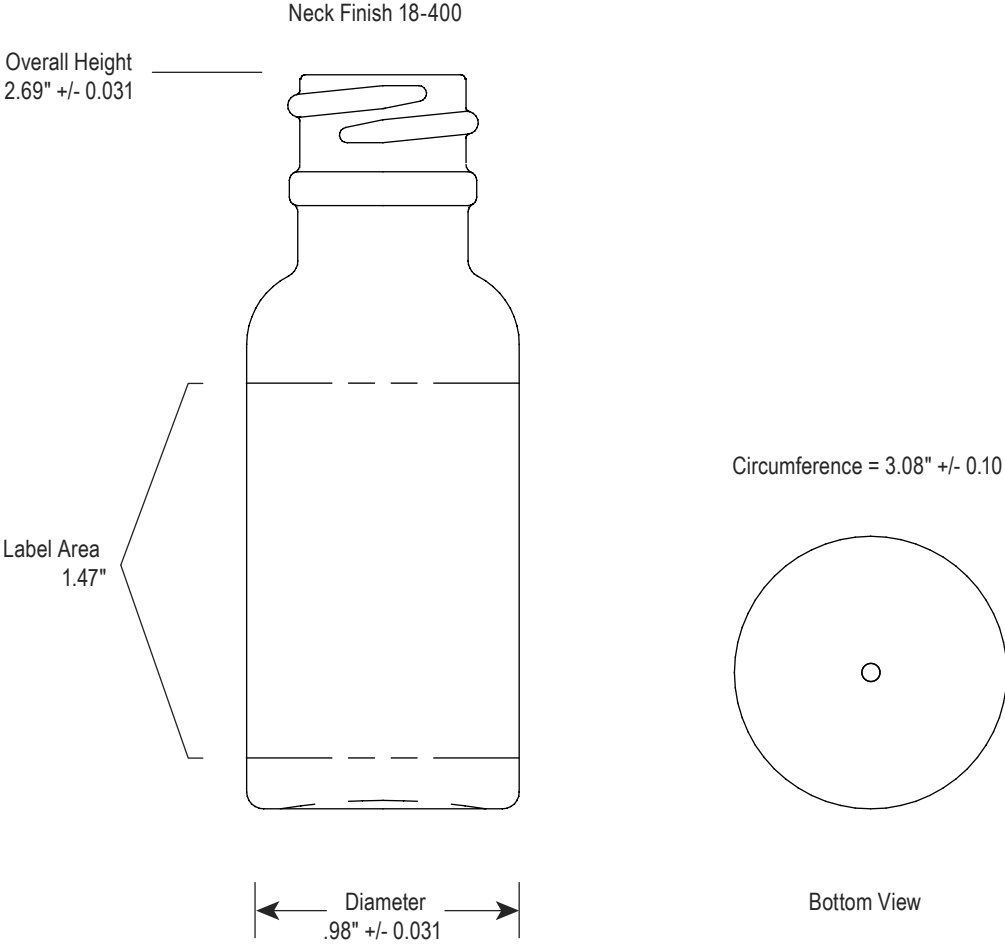 Neck Finish 18-400
Overall Height
2.69" +/- 0.031
Circumference = 3.08" +/- 0.10
Label Area
1.47"
Diameter
.98" +/- 0.031
Bottom View